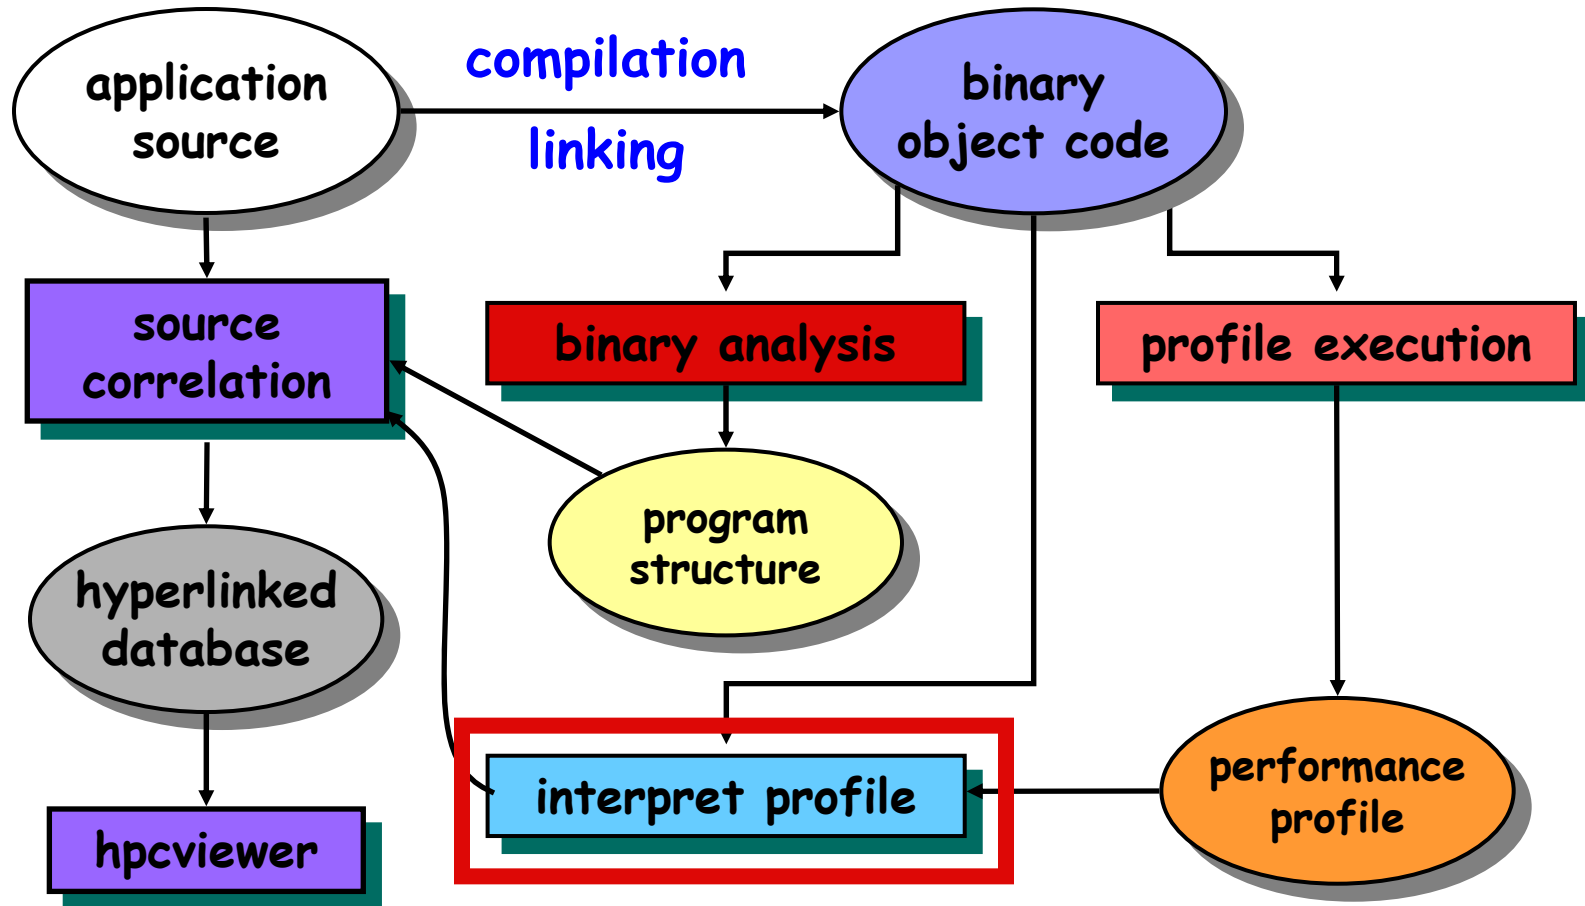 application
source
compilation
linking
binary
object code
source
correlation
binary analysis
profile execution
program
structure
hyperlinked
database
interpret profile
performance
profile
hpcviewer